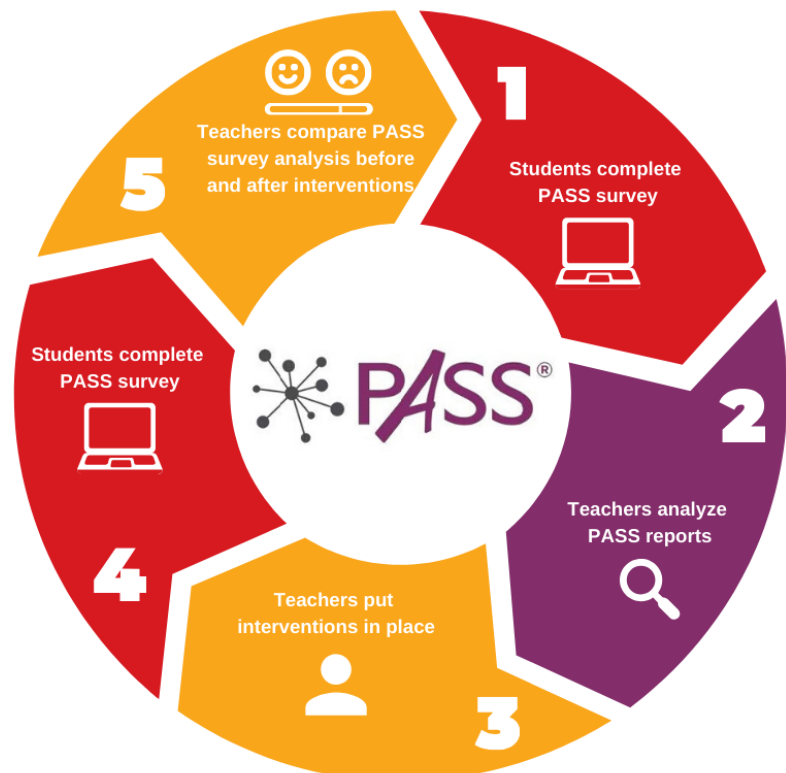 1
Students complete
PASS survey
2
Teachers analyze
PASS reports
3
Teachers put
interventions in place
4
Students complete
PASS survey
5
Teachers compare PASS
survey analysis before
and after interventions
PASS®